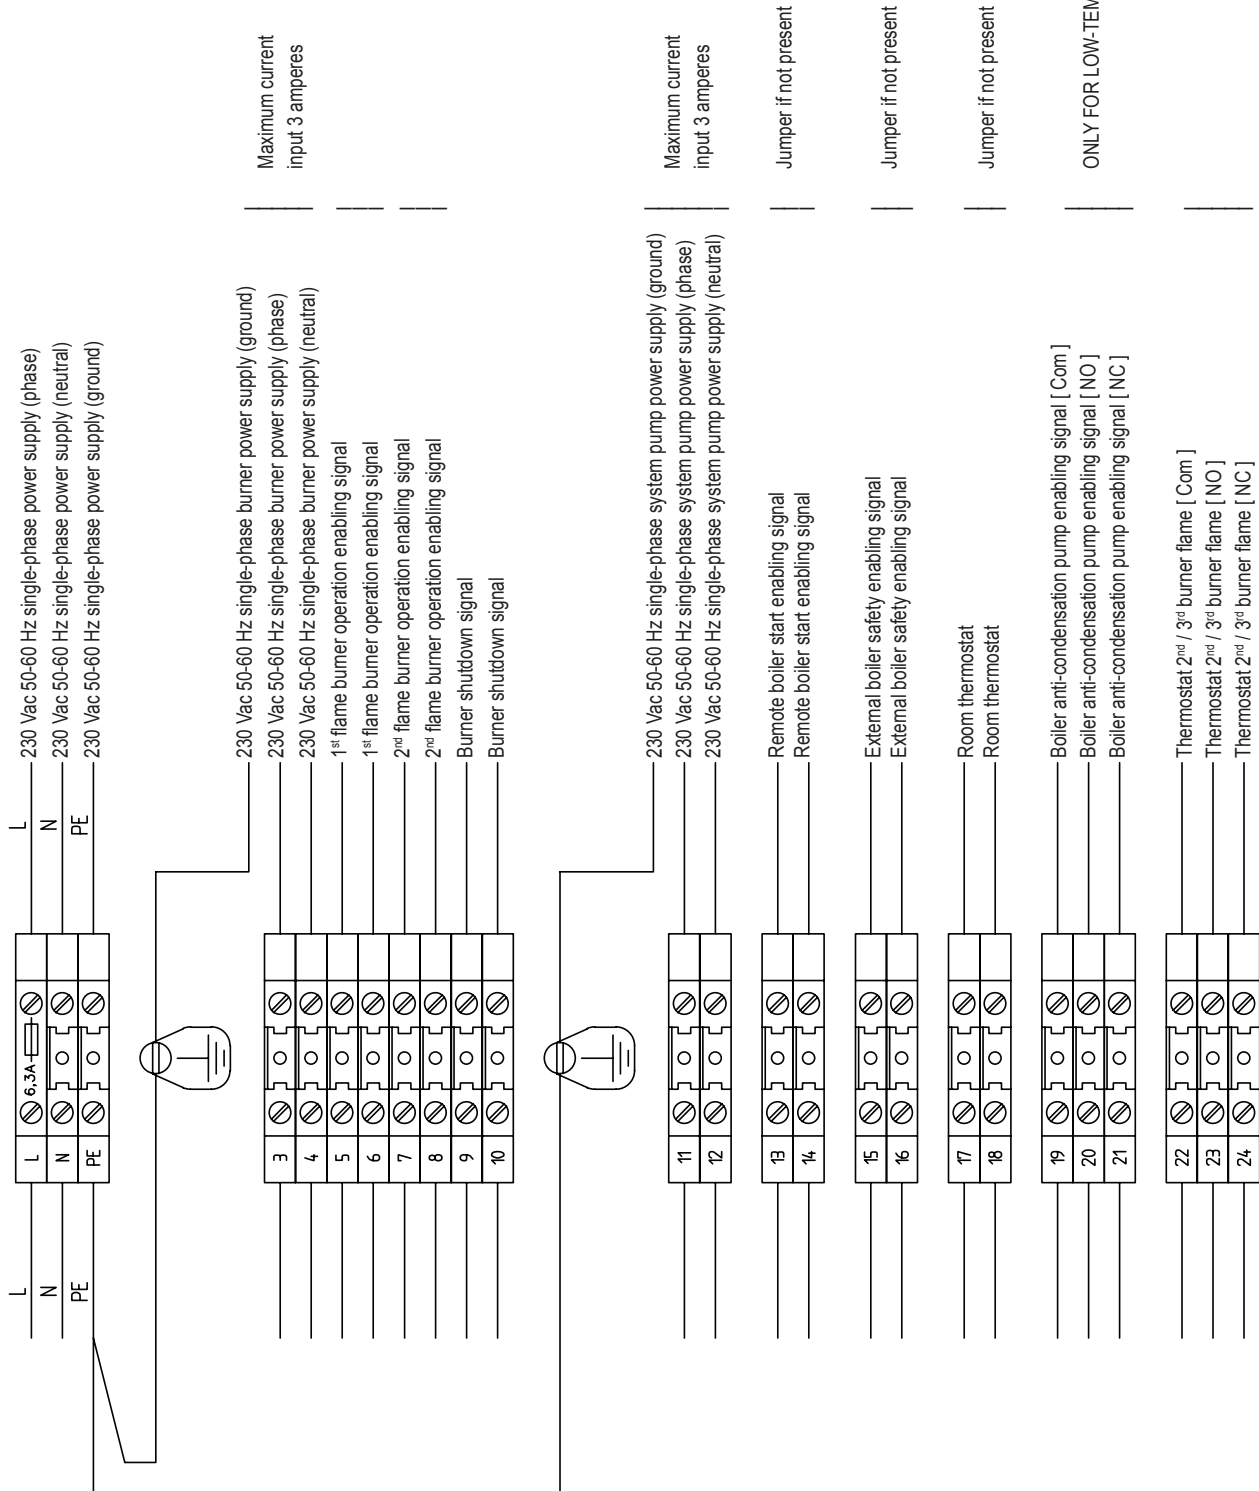 L
N
PE
L
N
PE
6,3A
L
N
PE
230 Vac 50-60 Hz single-phase power supply (phase)
230 Vac 50-60 Hz single-phase power supply (neutral)
230 Vac 50-60 Hz single-phase power supply (ground)
230 Vac 50-60 Hz single-phase burner power supply (ground)
3
230 Vac 50-60 Hz single-phase burner power supply (phase)
4
230 Vac 50-60 Hz single-phase burner power supply (neutral)
Maximum current
input 3 amperes
5
1st flame burner operation enabling signal
6
1st flame burner operation enabling signal
7
2nd flame burner operation enabling signal
8
2nd flame burner operation enabling signal
9
Burner shutdown signal
10
Burner shutdown signal
230 Vac 50-60 Hz single-phase system pump power supply (ground)
11
230 Vac 50-60 Hz single-phase system pump power supply (phase)
12
230 Vac 50-60 Hz single-phase system pump power supply (neutral)
Maximum current
input 3 amperes
13
Remote boiler start enabling signal
14
Remote boiler start enabling signal
Jumper if not present
15
External boiler safety enabling signal
16
External boiler safety enabling signal
Jumper if not present
17
Room thermostat
18
Room thermostat
Jumper if not present
19
Boiler anti-condensation pump enabling signal [ Com ]
20
Boiler anti-condensation pump enabling signal [ NO ]
21
Boiler anti-condensation pump enabling signal [ NC ]
ONLY FOR LOW-TEM
22
Thermostat 2nd / 3rd burner flame [ Com ]
23
Thermostat 2nd / 3rd burner flame [ NO ]
24
Thermostat 2nd / 3rd burner flame [ NC ]